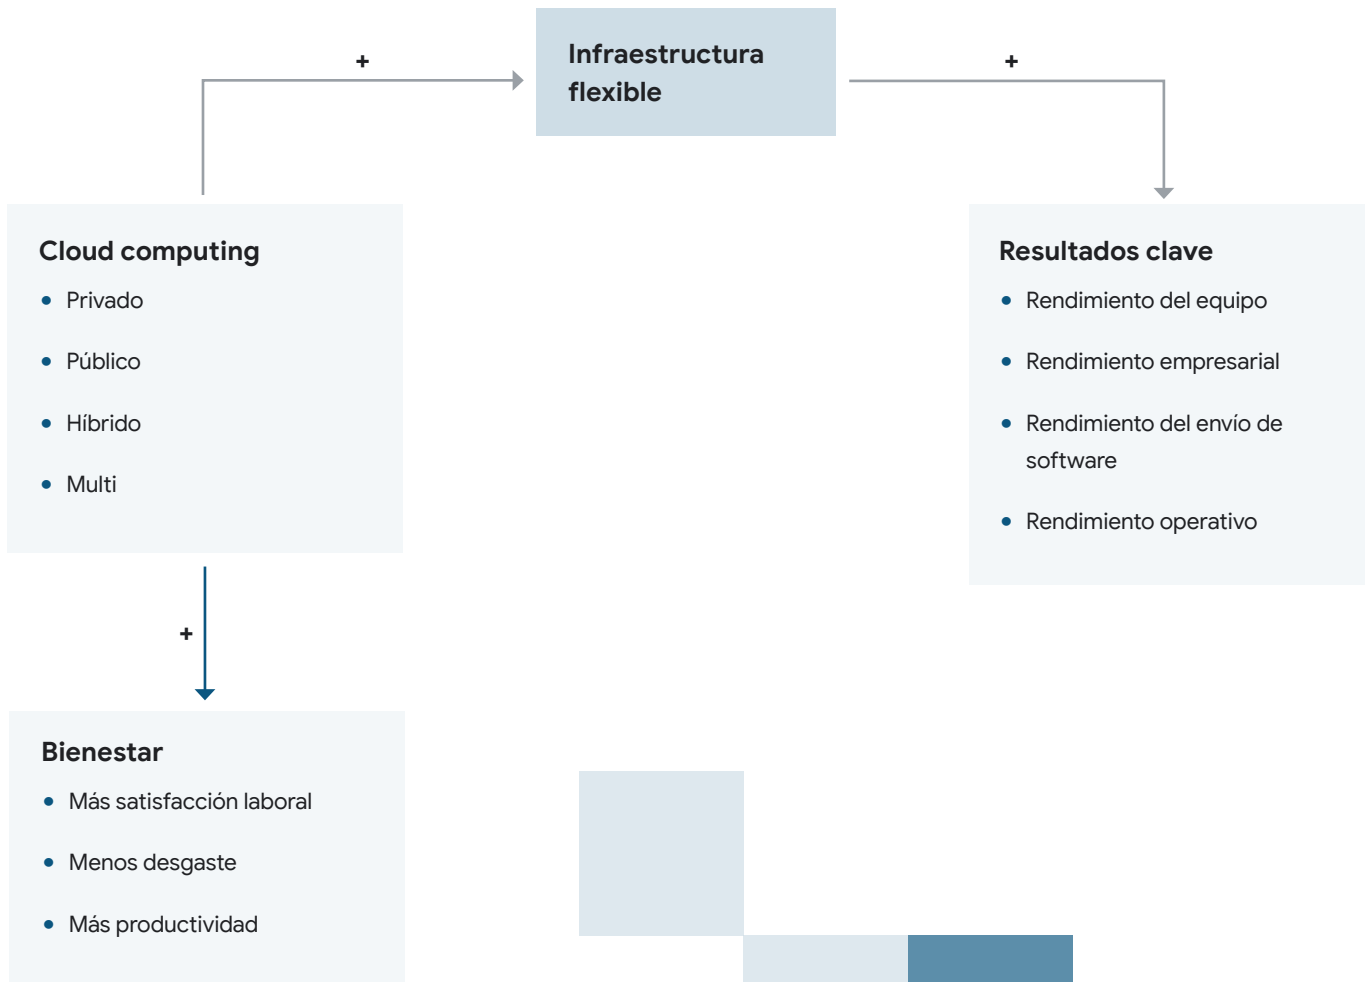 +
Infraestructura
flexible
+
Cloud computing
• Privado
• Público
• Híbrido
• Multi
Resultados clave
• Rendimiento del equipo
• Rendimiento empresarial
• Rendimiento del envío de
software
• Rendimiento operativo
+
Bienestar
• Más satisfacción laboral
• Menos desgaste
• Más productividad